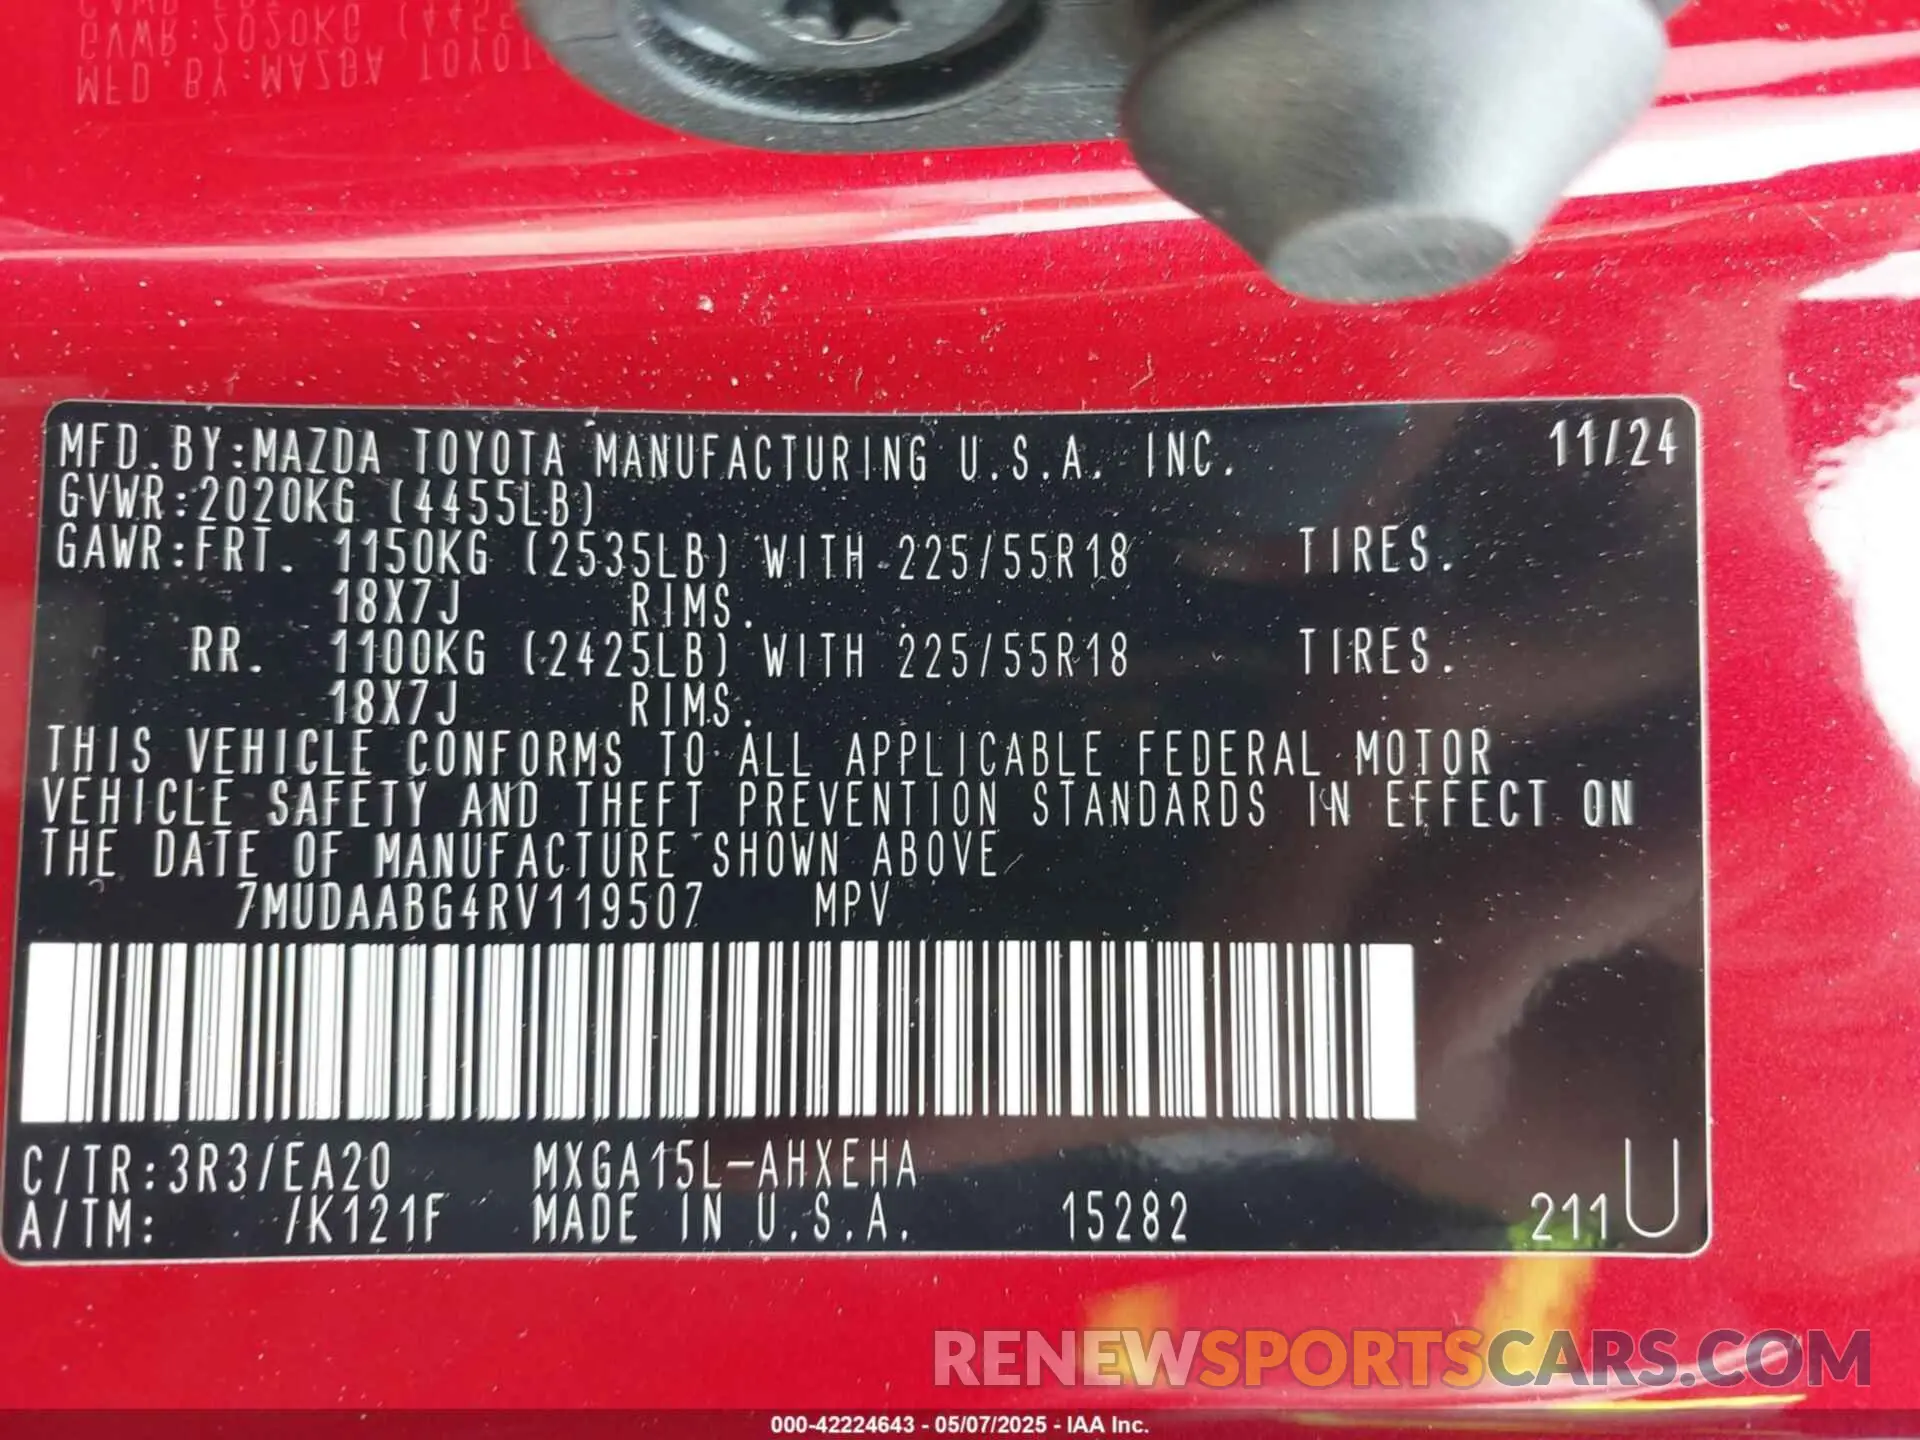 MFD. BY:MAZDA TOYOTA MANUFACTURING U.S.A. INC. 11/24
GVWR:2020KG (4455LB)
GAWR:FRT. 1150KG (2535LB) WITH 225/55R18 TIRES.
18X7J RIMS.
RR. 1100KG (2425LB) WITH 225/55R18 TIRES.
18X7J RIMS.
THIS VEHICLE CONFORMS TO ALL APPLICABLE FEDERAL MOTOR
VEHICLE SAFETY AND THEFT PREVENTION STANDARDS IN EFFECT ON
THE DATE OF MANUFACTURE SHOWN ABOVE
7MUDAABG4RV119507 MPV
C/TR:3R3/EA20 MXGA15L-AHXEHA
A/TM: /K121F MADE IN U.S.A. 15282 211U
RENEWSPORTSCARS.COM
000-42224643 - 05/07/2025 - IAA Inc.